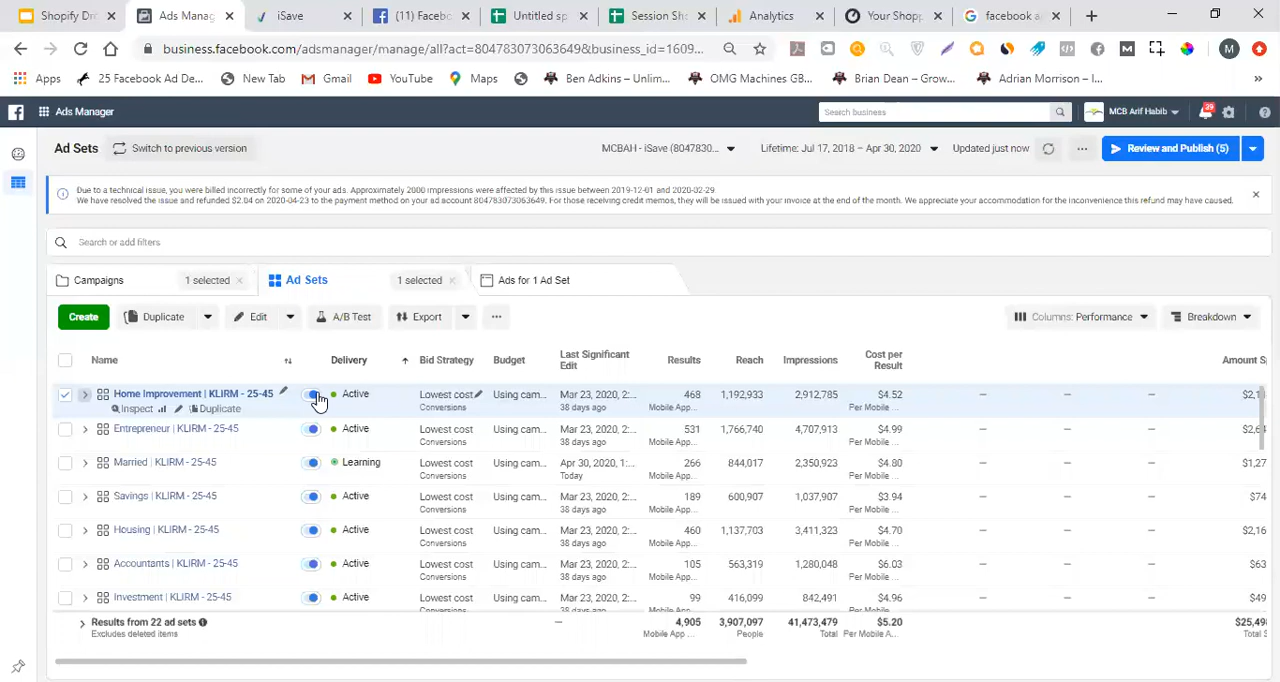 Shopify Dr
Ads Manag
iSave
(11) Faceb
Untitled sp
Session Sh
Analytics
Your Shop
facebook a
business.facebook.com/adsmanager/manage/all?act=804783073063649&business_id=1609...
Apps
25 Facebook Ad De...
New Tab
Gmail
YouTube
Maps
Ben Adkins – Unlim...
OMG Machines GB...
Brian Dean – Grow...
Adrian Morrison – I...
»
Ads Manager
Search business
MCB Arif Habib
29
Ad Sets
Switch to previous version
MCBAH - iSave (8047830...
Lifetime: Jul 17, 2018 – Apr 30, 2020
Updated just now
Review and Publish (5)
Due to a technical issue, you were billed incorrectly for some of your ads. Approximately 2000 impressions were affected by this issue between 2019-12-01 and 2020-02-29.
We have resolved the issue and refunded $2.04 on 2020-04-23 to the payment method on your ad account 804783073063649. For those receiving credit memos, they will be issued with your invoice at the end of the month. We appreciate your accommodation for the inconvenience this refund may have caused.
Search or add filters
Campaigns
1 selected
Ad Sets
1 selected
Ads for 1 Ad Set
Create
Duplicate
Edit
A/B Test
Export
Columns: Performance
Breakdown
Name
Delivery
Bid Strategy
Budget
Last Significant Edit
Results
Reach
Impressions
Cost per Result
Amount S
Home Improvement | KLIRM - 25-45 Active Lowest cost Using cam... Mar 23, 2020, 2:... 468 1,192,933 2,912,785 $4.52 — — — $2,1
Inspect Duplicate Conversions 38 days ago Mobile App... Per Mobile ...
Entrepreneur | KLIRM - 25-45 Active Lowest cost Using cam... Mar 23, 2020, 2:... 531 1,766,740 4,707,913 $4.99 — — — $2,6
Conversions 38 days ago Mobile App... Per Mobile ...
Married | KLIRM - 25-45 Learning Lowest cost Using cam... Apr 30, 2020, 1:... 266 844,017 2,350,923 $4.80 — — — $1,27
Conversions Today Mobile App... Per Mobile ...
Savings | KLIRM - 25-45 Active Lowest cost Using cam... Mar 23, 2020, 2:... 189 600,907 1,037,907 $3.94 — — — $74
Conversions 38 days ago Mobile App... Per Mobile ...
Housing | KLIRM - 25-45 Active Lowest cost Using cam... Mar 23, 2020, 2:... 460 1,137,703 3,411,323 $4.70 — — — $2,16
Conversions 38 days ago Mobile App... Per Mobile ...
Accountants | KLIRM - 25-45 Active Lowest cost Using cam... Mar 23, 2020, 2:... 105 563,319 1,280,048 $6.03 — — — $63
Conversions 38 days ago Mobile App... Per Mobile ...
Investment | KLIRM - 25-45 Active Lowest cost Using cam... Mar 23, 2020, 2:... 99 416,099 842,491 $4.96 — — — $49
Conversions 38 days ago Mobile App... Per Mobile ...
Results from 22 ad sets — 4,905 3,907,097 41,473,479 $5.20 $25,498
Excludes deleted items Mobile App ... People Total Per Mobile A... Total S